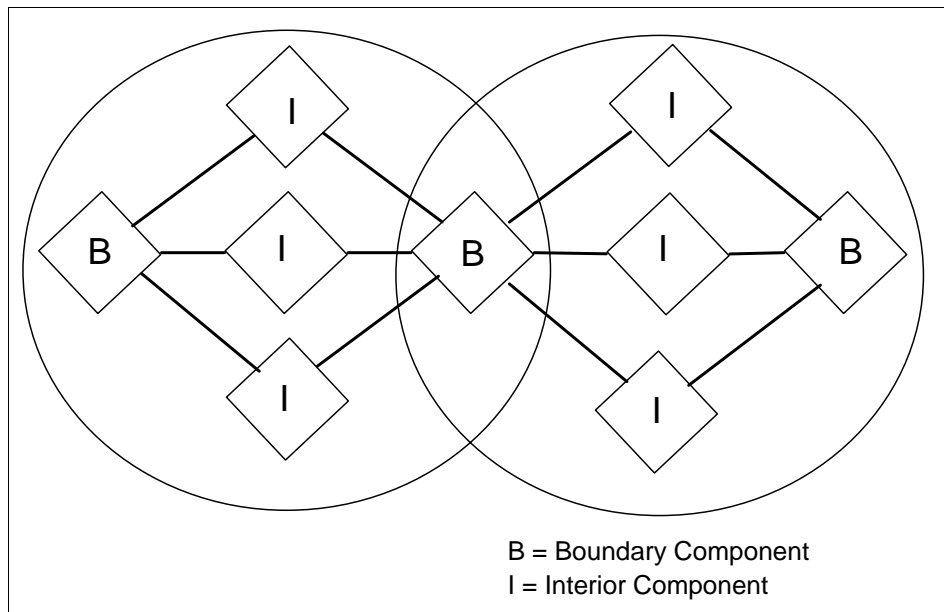 I
I
B
I
B
I
B
I
I
B = Boundary Component
I = Interior Component